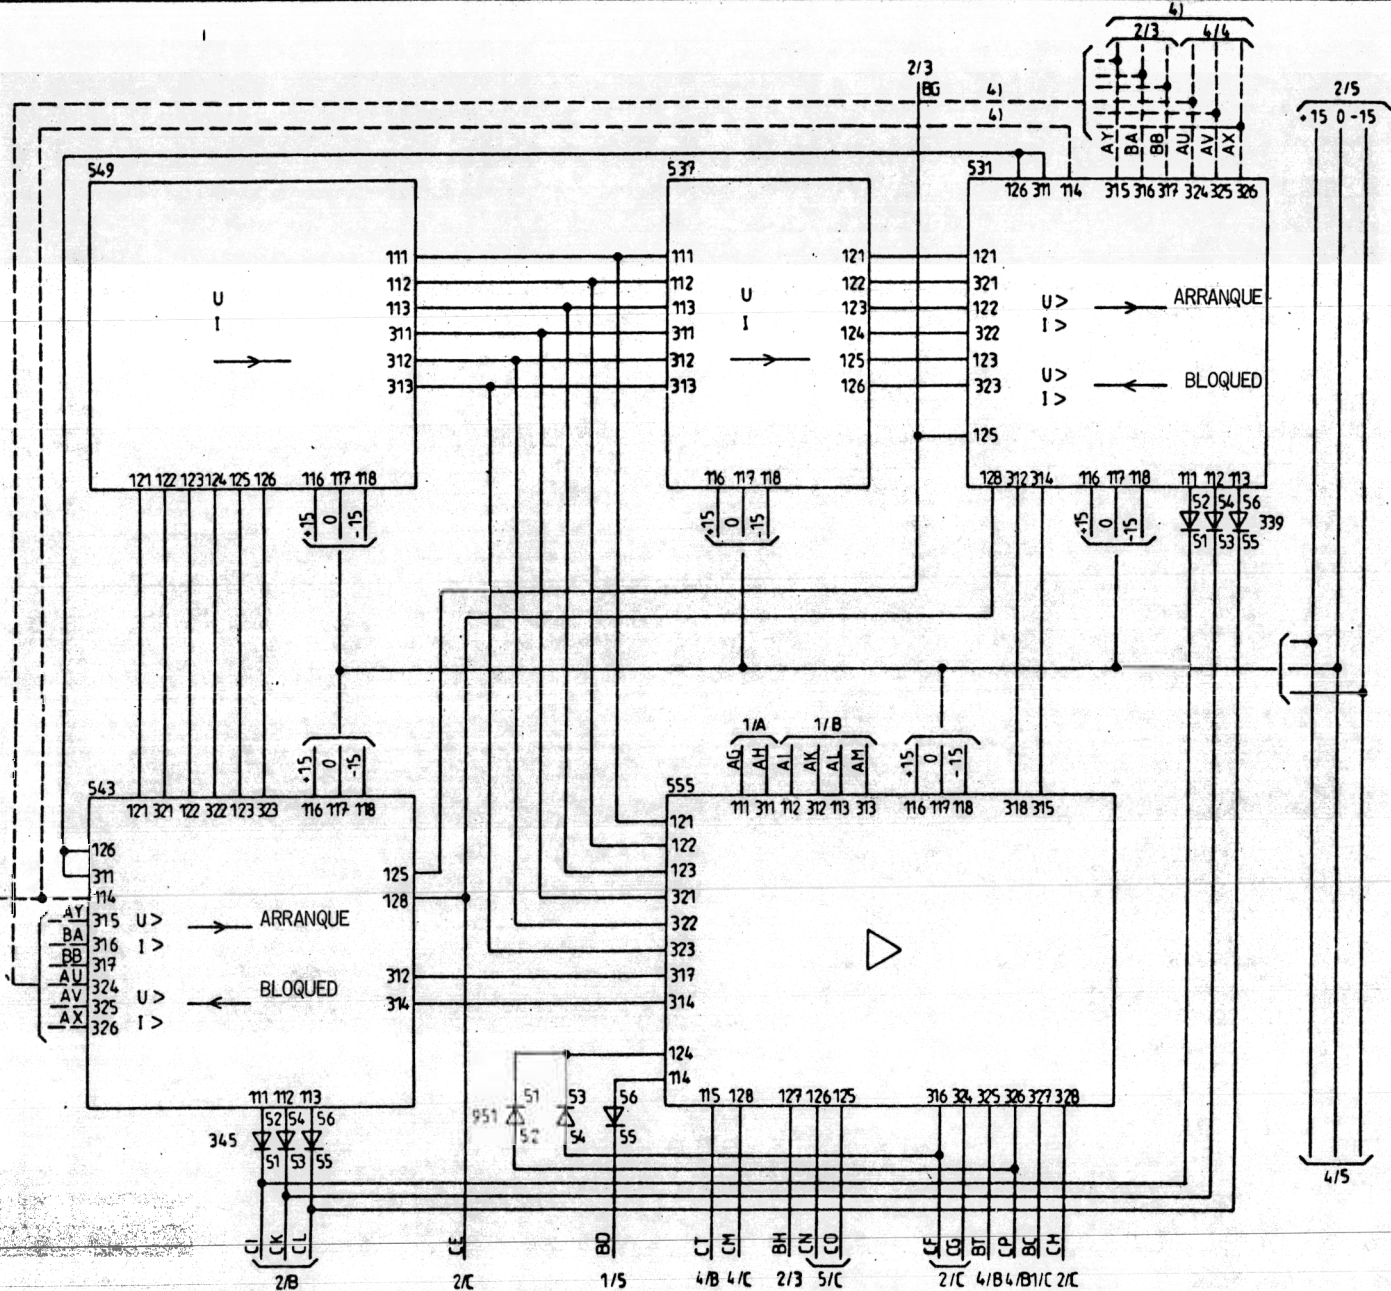 4)
2/3 4/4
2/3
BG
4)
4)
AY BA BB AU AV AX
2/5
+15 0 -15
549
537
531
126 311 114 315 316 317 324 325 326
111 111 121 121
112 112 122 321
113 113 123 122
311 311 124 322
312 312 125 123
313 313 126 323
125
U
I
U
I
U>
I>
ARRANQUE
U>
I>
BLOQUED
121 122 123 124 125 126 116 117 118
116 117 118
128 312 314 116 117 118 111 112 113
+15 0 -15
+15 0 -15
+15 0 -15
52 54 56
339
51 53 55
1/A 1/B
AG AH AI AK AL AM
+15 0 -15
+15 0 -15
543
555
121 321 122 322 123 323 116 117 118
111 311 112 312 113 313 116 117 118 318 315
126
311
114
AY 315
BA 316
BB 317
AU 324
AV 325
AX 326
U>
I>
ARRANQUE
U>
I>
BLOQUED
125
128
312
314
121
122
123
321
322
323
317
314
124
114
111 112 113
52 54 56
345
51 53 55
951
51 53 56
52 54 55
115 128 127 126 125 316 324 325 326 327 328
CI CK CL
CE
BD
CT CM BH CN CO CF CG BT CP BC CH
2/B 2/C 1/5 4/B 4/C 2/3 5/C 2/C 4/B 4/B 1/C 2/C
4/5